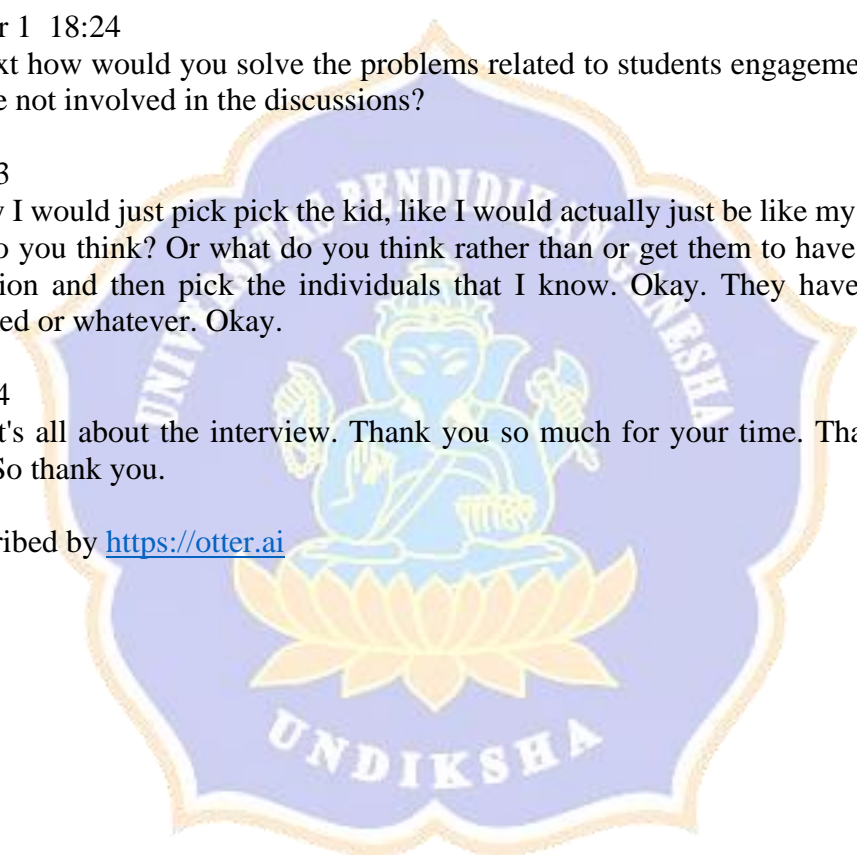 r 1 18:24
xt how would you solve the problems related to students engageme
e not involved in the discussions?
3
y I would just pick pick the kid, like I would actually just be like my
o you think? Or what do you think rather than or get them to have
ion and then pick the individuals that I know. Okay. They have
ed or whatever. Okay.
4
t's all about the interview. Thank you so much for your time. Tha
So thank you.
ribed by https://otter.ai
UNIVERSITAS PENDIDIKAN GANESHA
UNDIKSHA